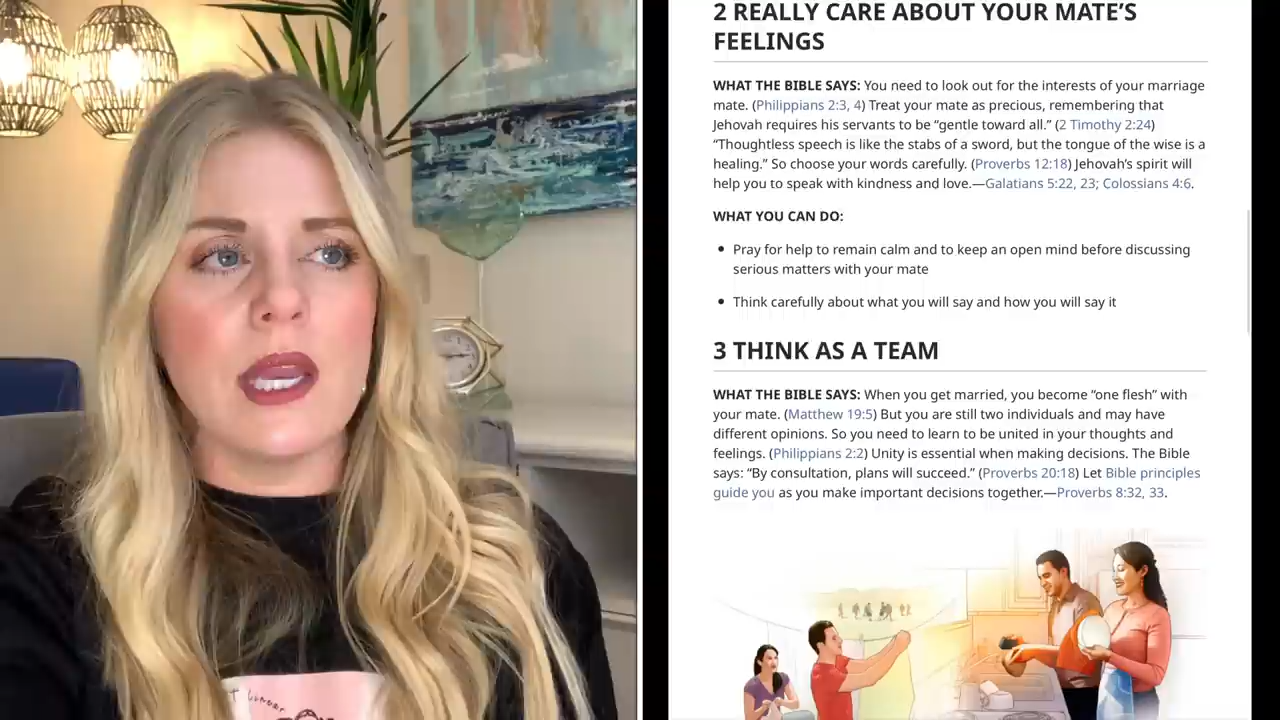 2 REALLY CARE ABOUT YOUR MATE’S
FEELINGS
WHAT THE BIBLE SAYS: You need to look out for the interests of your marriage
mate. (Philippians 2:3, 4) Treat your mate as precious, remembering that
Jehovah requires his servants to be “gentle toward all.” (2 Timothy 2:24)
“Thoughtless speech is like the stabs of a sword, but the tongue of the wise is a
healing.” So choose your words carefully. (Proverbs 12:18) Jehovah’s spirit will
help you to speak with kindness and love.—Galatians 5:22, 23; Colossians 4:6.
WHAT YOU CAN DO:
• Pray for help to remain calm and to keep an open mind before discussing
serious matters with your mate
• Think carefully about what you will say and how you will say it
3 THINK AS A TEAM
WHAT THE BIBLE SAYS: When you get married, you become “one flesh” with
your mate. (Matthew 19:5) But you are still two individuals and may have
different opinions. So you need to learn to be united in your thoughts and
feelings. (Philippians 2:2) Unity is essential when making decisions. The Bible
says: “By consultation, plans will succeed.” (Proverbs 20:18) Let Bible principles
guide you as you make important decisions together.—Proverbs 8:32, 33.